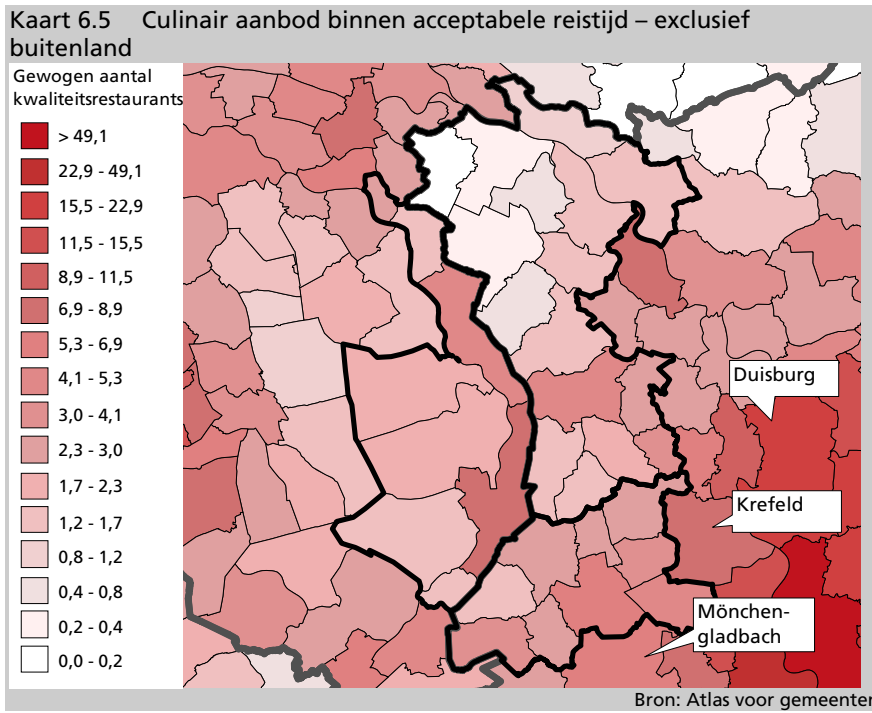 Kaart 6.5 Culinair aanbod binnen acceptabele reistijd – exclusief
buitenland
Gewogen aantal
kwaliteitsrestaurants
> 49,1
22,9 - 49,1
15,5 - 22,9
11,5 - 15,5
8,9 - 11,5
6,9 - 8,9
5,3 - 6,9
4,1 - 5,3
3,0 - 4,1
2,3 - 3,0
1,7 - 2,3
1,2 - 1,7
0,8 - 1,2
0,4 - 0,8
0,2 - 0,4
0,0 - 0,2
Duisburg
Krefeld
Mönchen-
gladbach
Bron: Atlas voor gemeenten